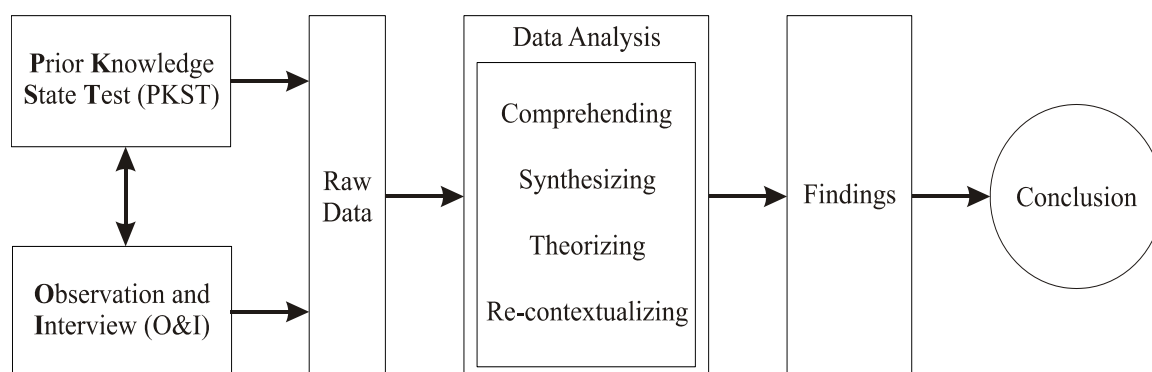 Prior Knowledge
State Test (PKST)
Observation and
Interview (O&I)
Raw
Data
Data Analysis
Comprehending
Synthesizing
Theorizing
Re-contextualizing
Findings
Conclusion